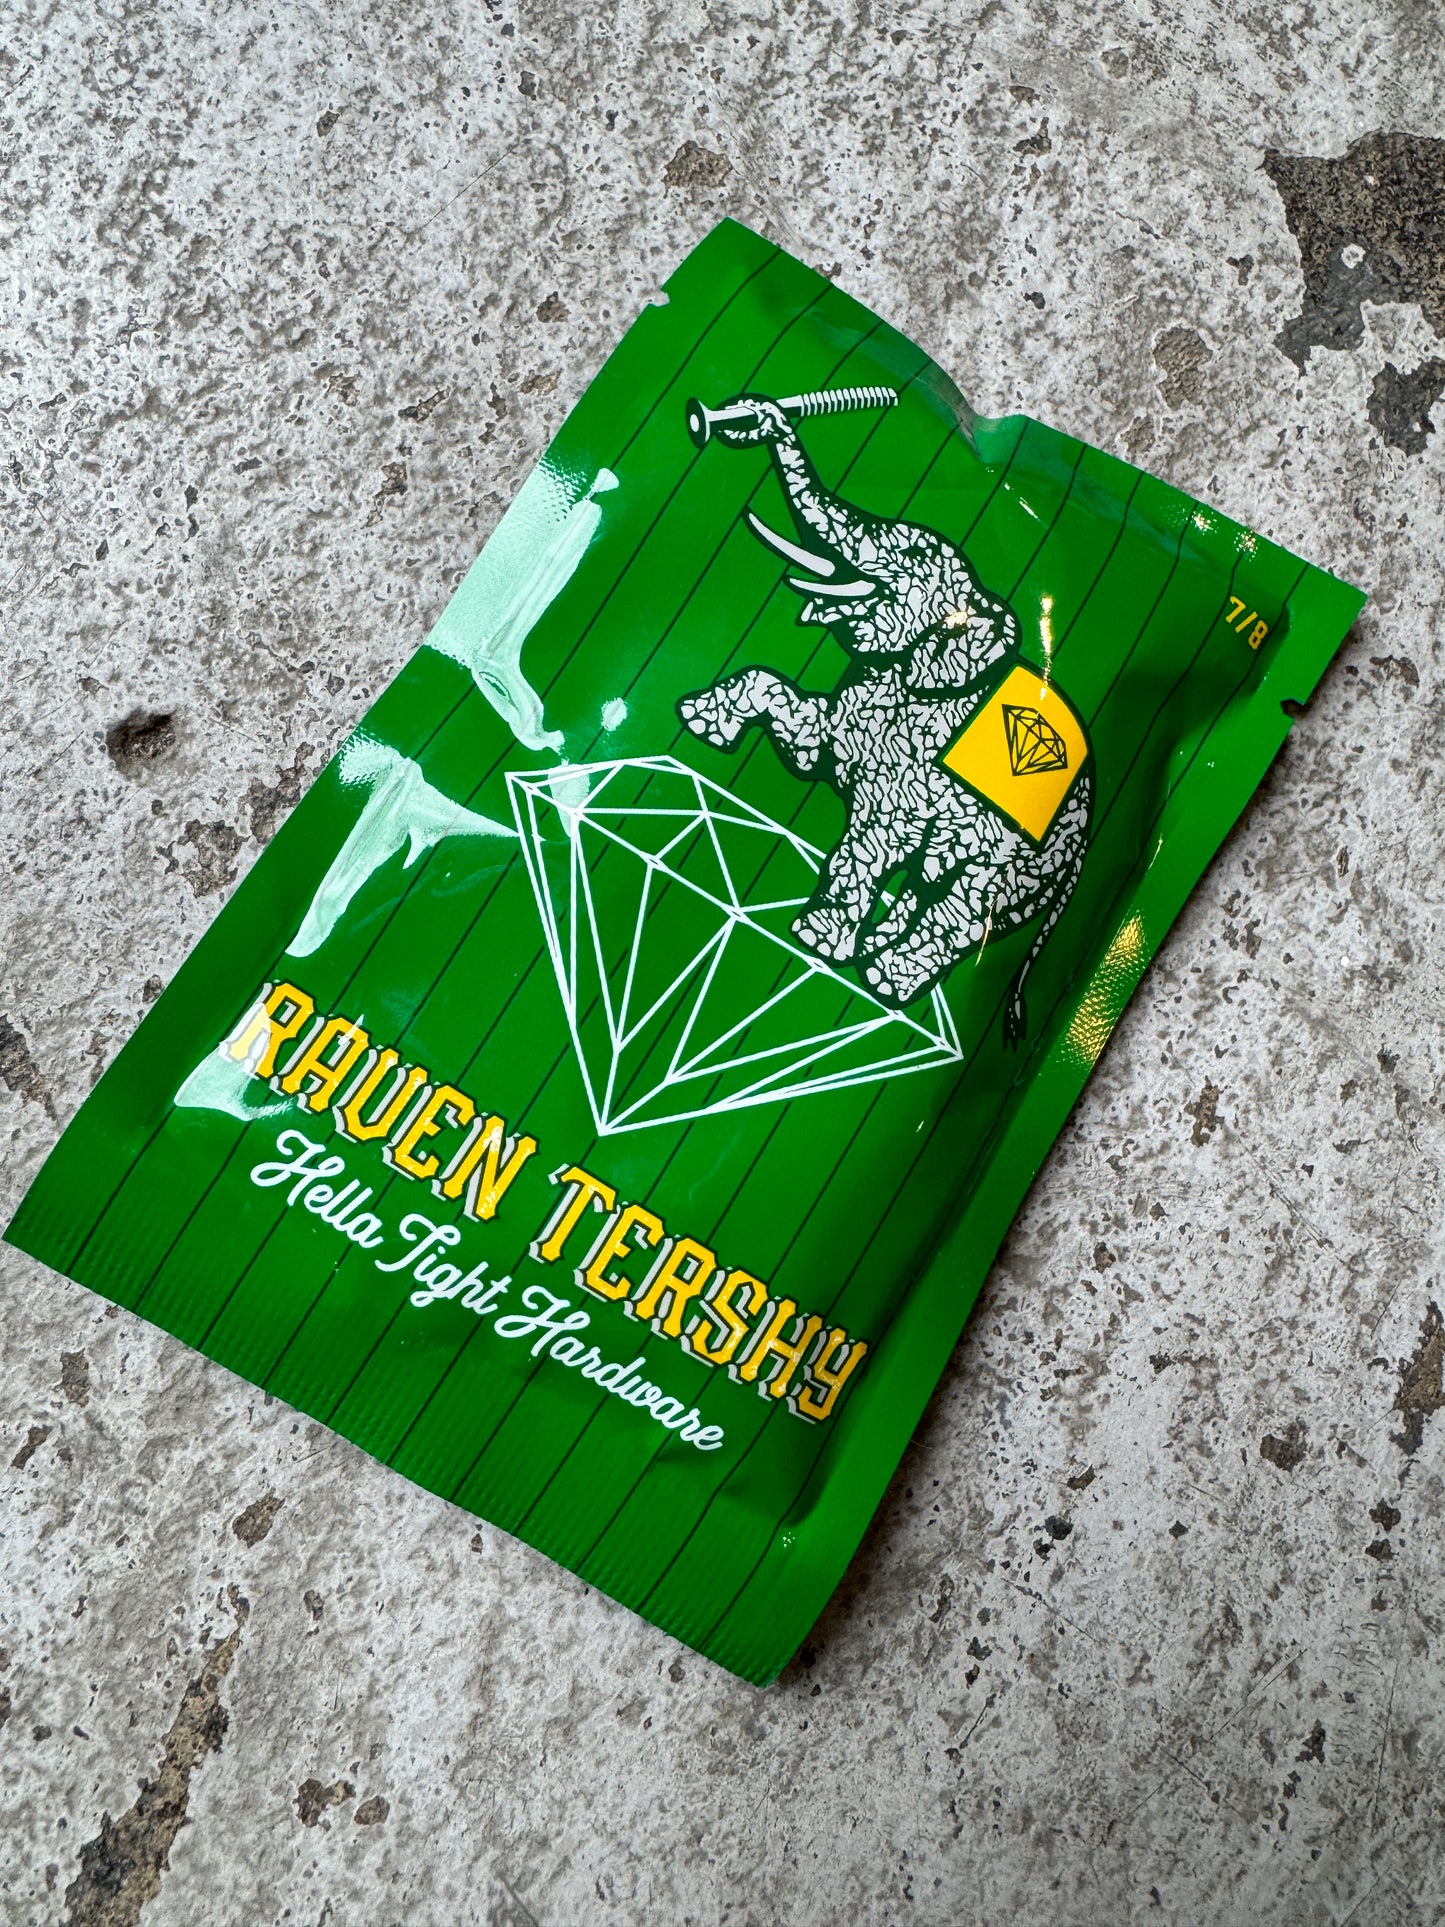 7/8
RAVEN TERSHY
Hella Tight Hardware